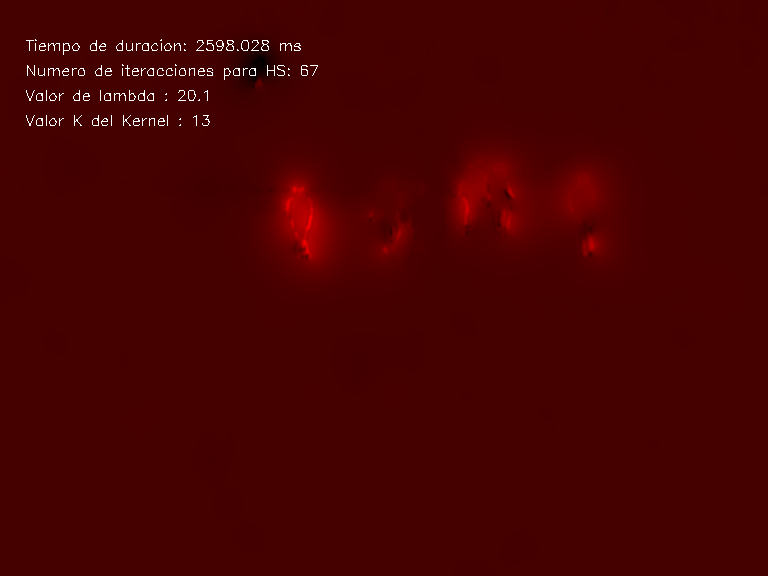 Tiempo de duracion: 2598.028 ms
Numero de iteracciones para HS: 67
Valor de lambda : 20.1
Valor K del Kernel : 13